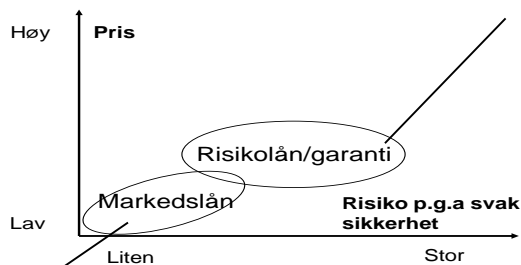 Høy
Pris
Risikolån/garanti
Markedslån
Risiko p.g.a svak
sikkerhet
Lav
Liten
Stor